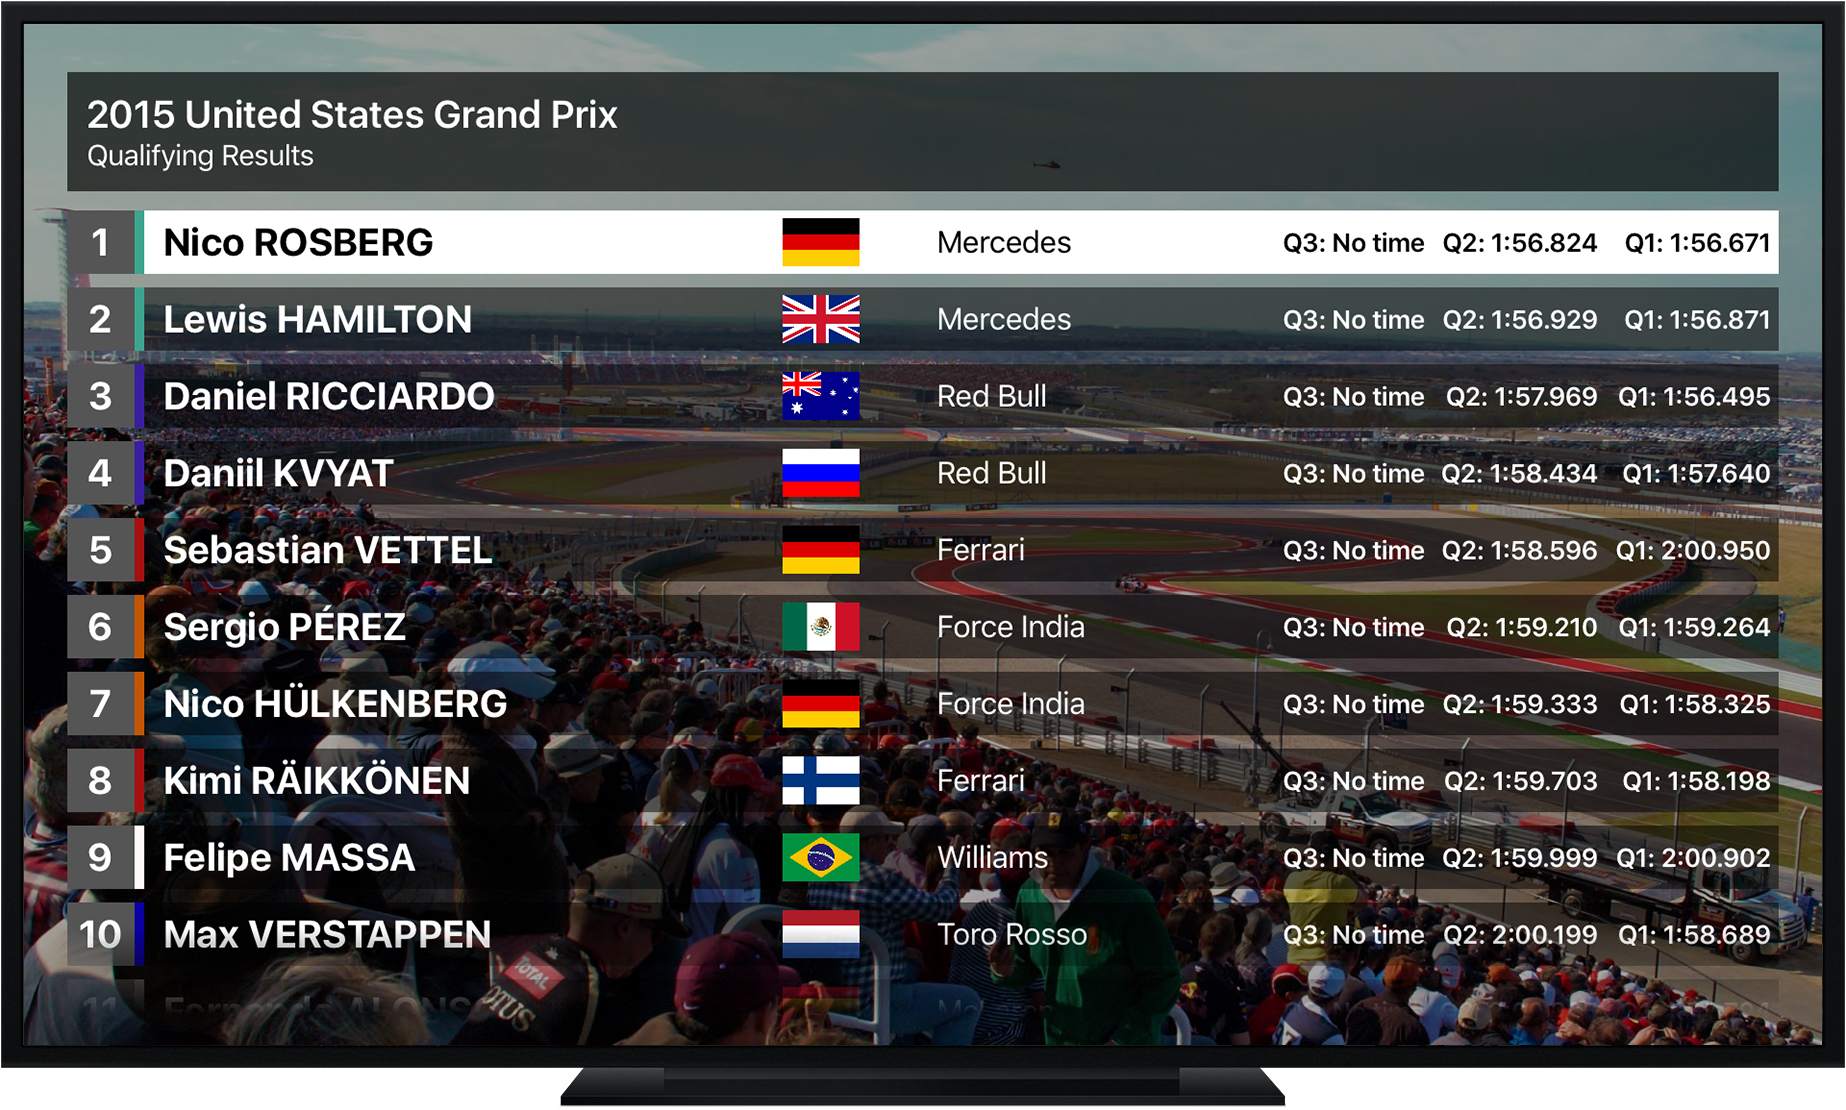 2015 United States Grand Prix
Qualifying Results
1 Nico ROSBERG Mercedes Q3: No time Q2: 1:56.824 Q1: 1:56.671
2 Lewis HAMILTON Mercedes Q3: No time Q2: 1:56.929 Q1: 1:56.871
3 Daniel RICCIARDO Red Bull Q3: No time Q2: 1:57.969 Q1: 1:56.495
4 Daniil KVYAT Red Bull Q3: No time Q2: 1:58.434 Q1: 1:57.640
5 Sebastian VETTEL Ferrari Q3: No time Q2: 1:58.596 Q1: 2:00.950
6 Sergio PÉREZ Force India Q3: No time Q2: 1:59.210 Q1: 1:59.264
7 Nico HÜLKENBERG Force India Q3: No time Q2: 1:59.333 Q1: 1:58.325
8 Kimi RÄIKKÖNEN Ferrari Q3: No time Q2: 1:59.703 Q1: 1:58.198
9 Felipe MASSA Williams Q3: No time Q2: 1:59.999 Q1: 2:00.902
10 Max VERSTAPPEN Toro Rosso Q3: No time Q2: 2:00.199 Q1: 1:58.689
11 Fernando
TOTAL